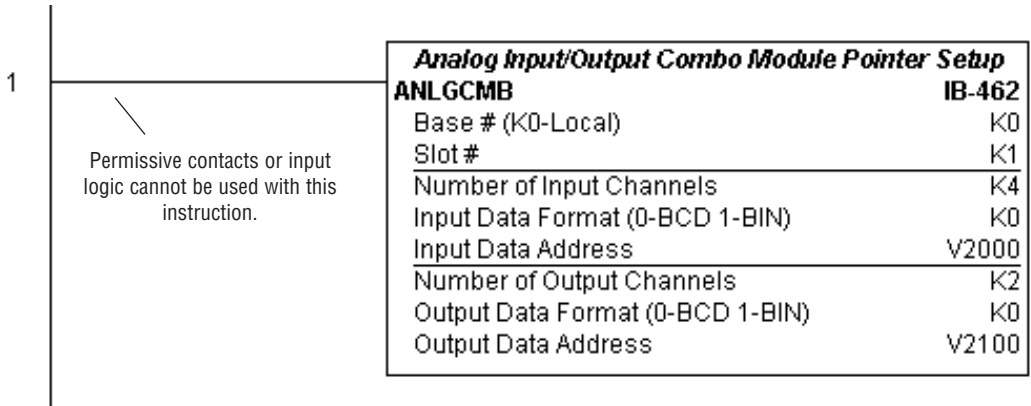 Analog Input/Output Combo Module Pointer Setup
1
ANLGCMB IB-462
Base # (K0-Local) K0
Slot # K1
Permissive contacts or input
logic cannot be used with this
instruction.
Number of Input Channels K4
Input Data Format (0-BCD 1-BIN) K0
Input Data Address V2000
Number of Output Channels K2
Output Data Format (0-BCD 1-BIN) K0
Output Data Address V2100